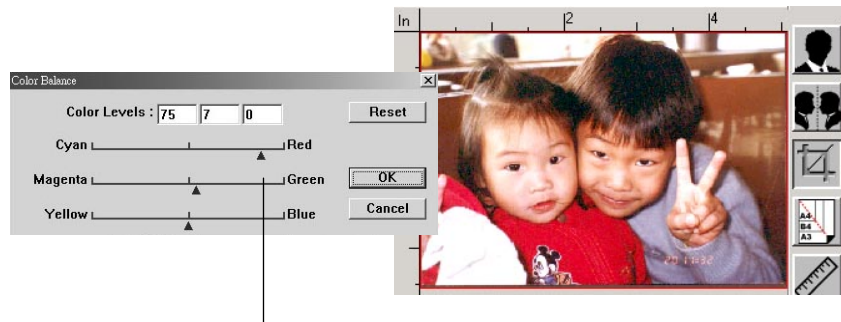 In 2 4
Color Balance
Color Levels : 75 7 0 Reset
Cyan Red
Magenta Green OK
Yellow Blue Cancel
A4
B4
A3